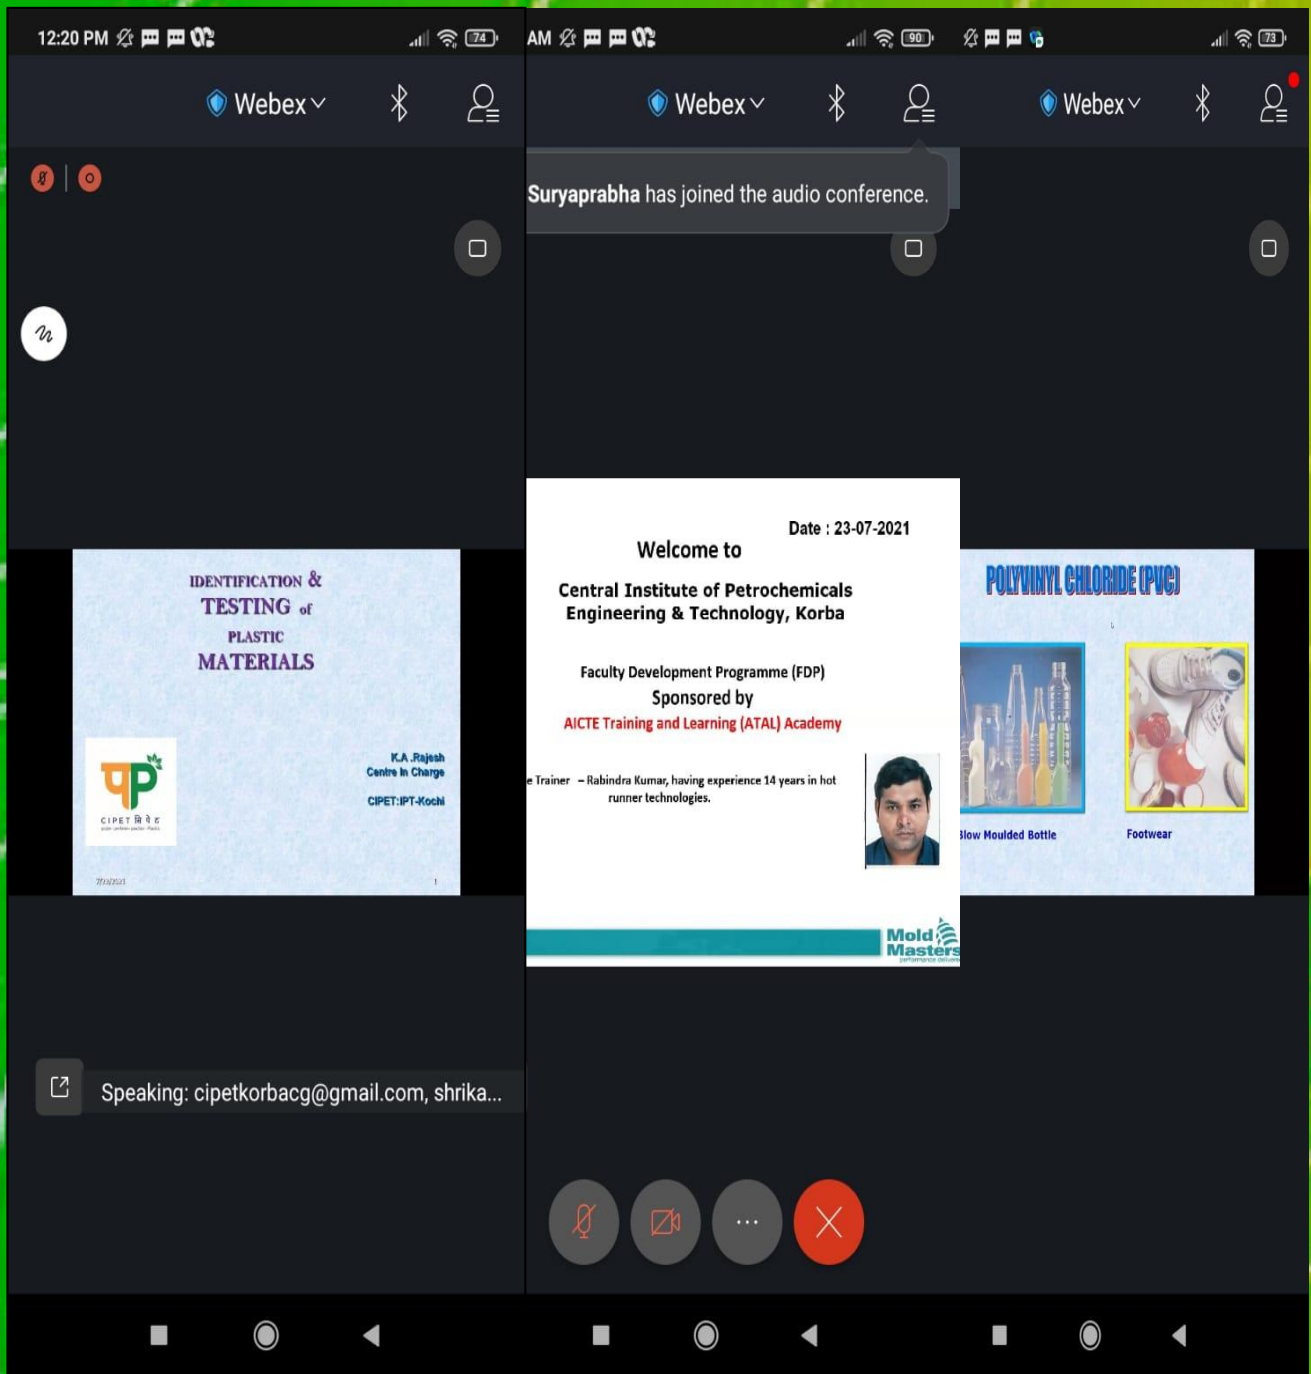 12:20 PM
74
Webex
IDENTIFICATION &
TESTING of
PLASTIC
MATERIALS
K.A .Rajesh
Centre In Charge
CIPET:IPT-Kochi
CIPET सिपेट
1
Speaking: cipetkorbacg@gmail.com, shrika...
AM
90
Webex
Suryaprabha has joined the audio conference.
Date : 23-07-2021
Welcome to
Central Institute of Petrochemicals
Engineering & Technology, Korba
Faculty Development Programme (FDP)
Sponsored by
AICTE Training and Learning (ATAL) Academy
e Trainer – Rabindra Kumar, having experience 14 years in hot
runner technologies.
Mold
Masters
73
Webex
POLYVINYL CHLORIDE (PVC)
Blow Moulded Bottle
Footwear